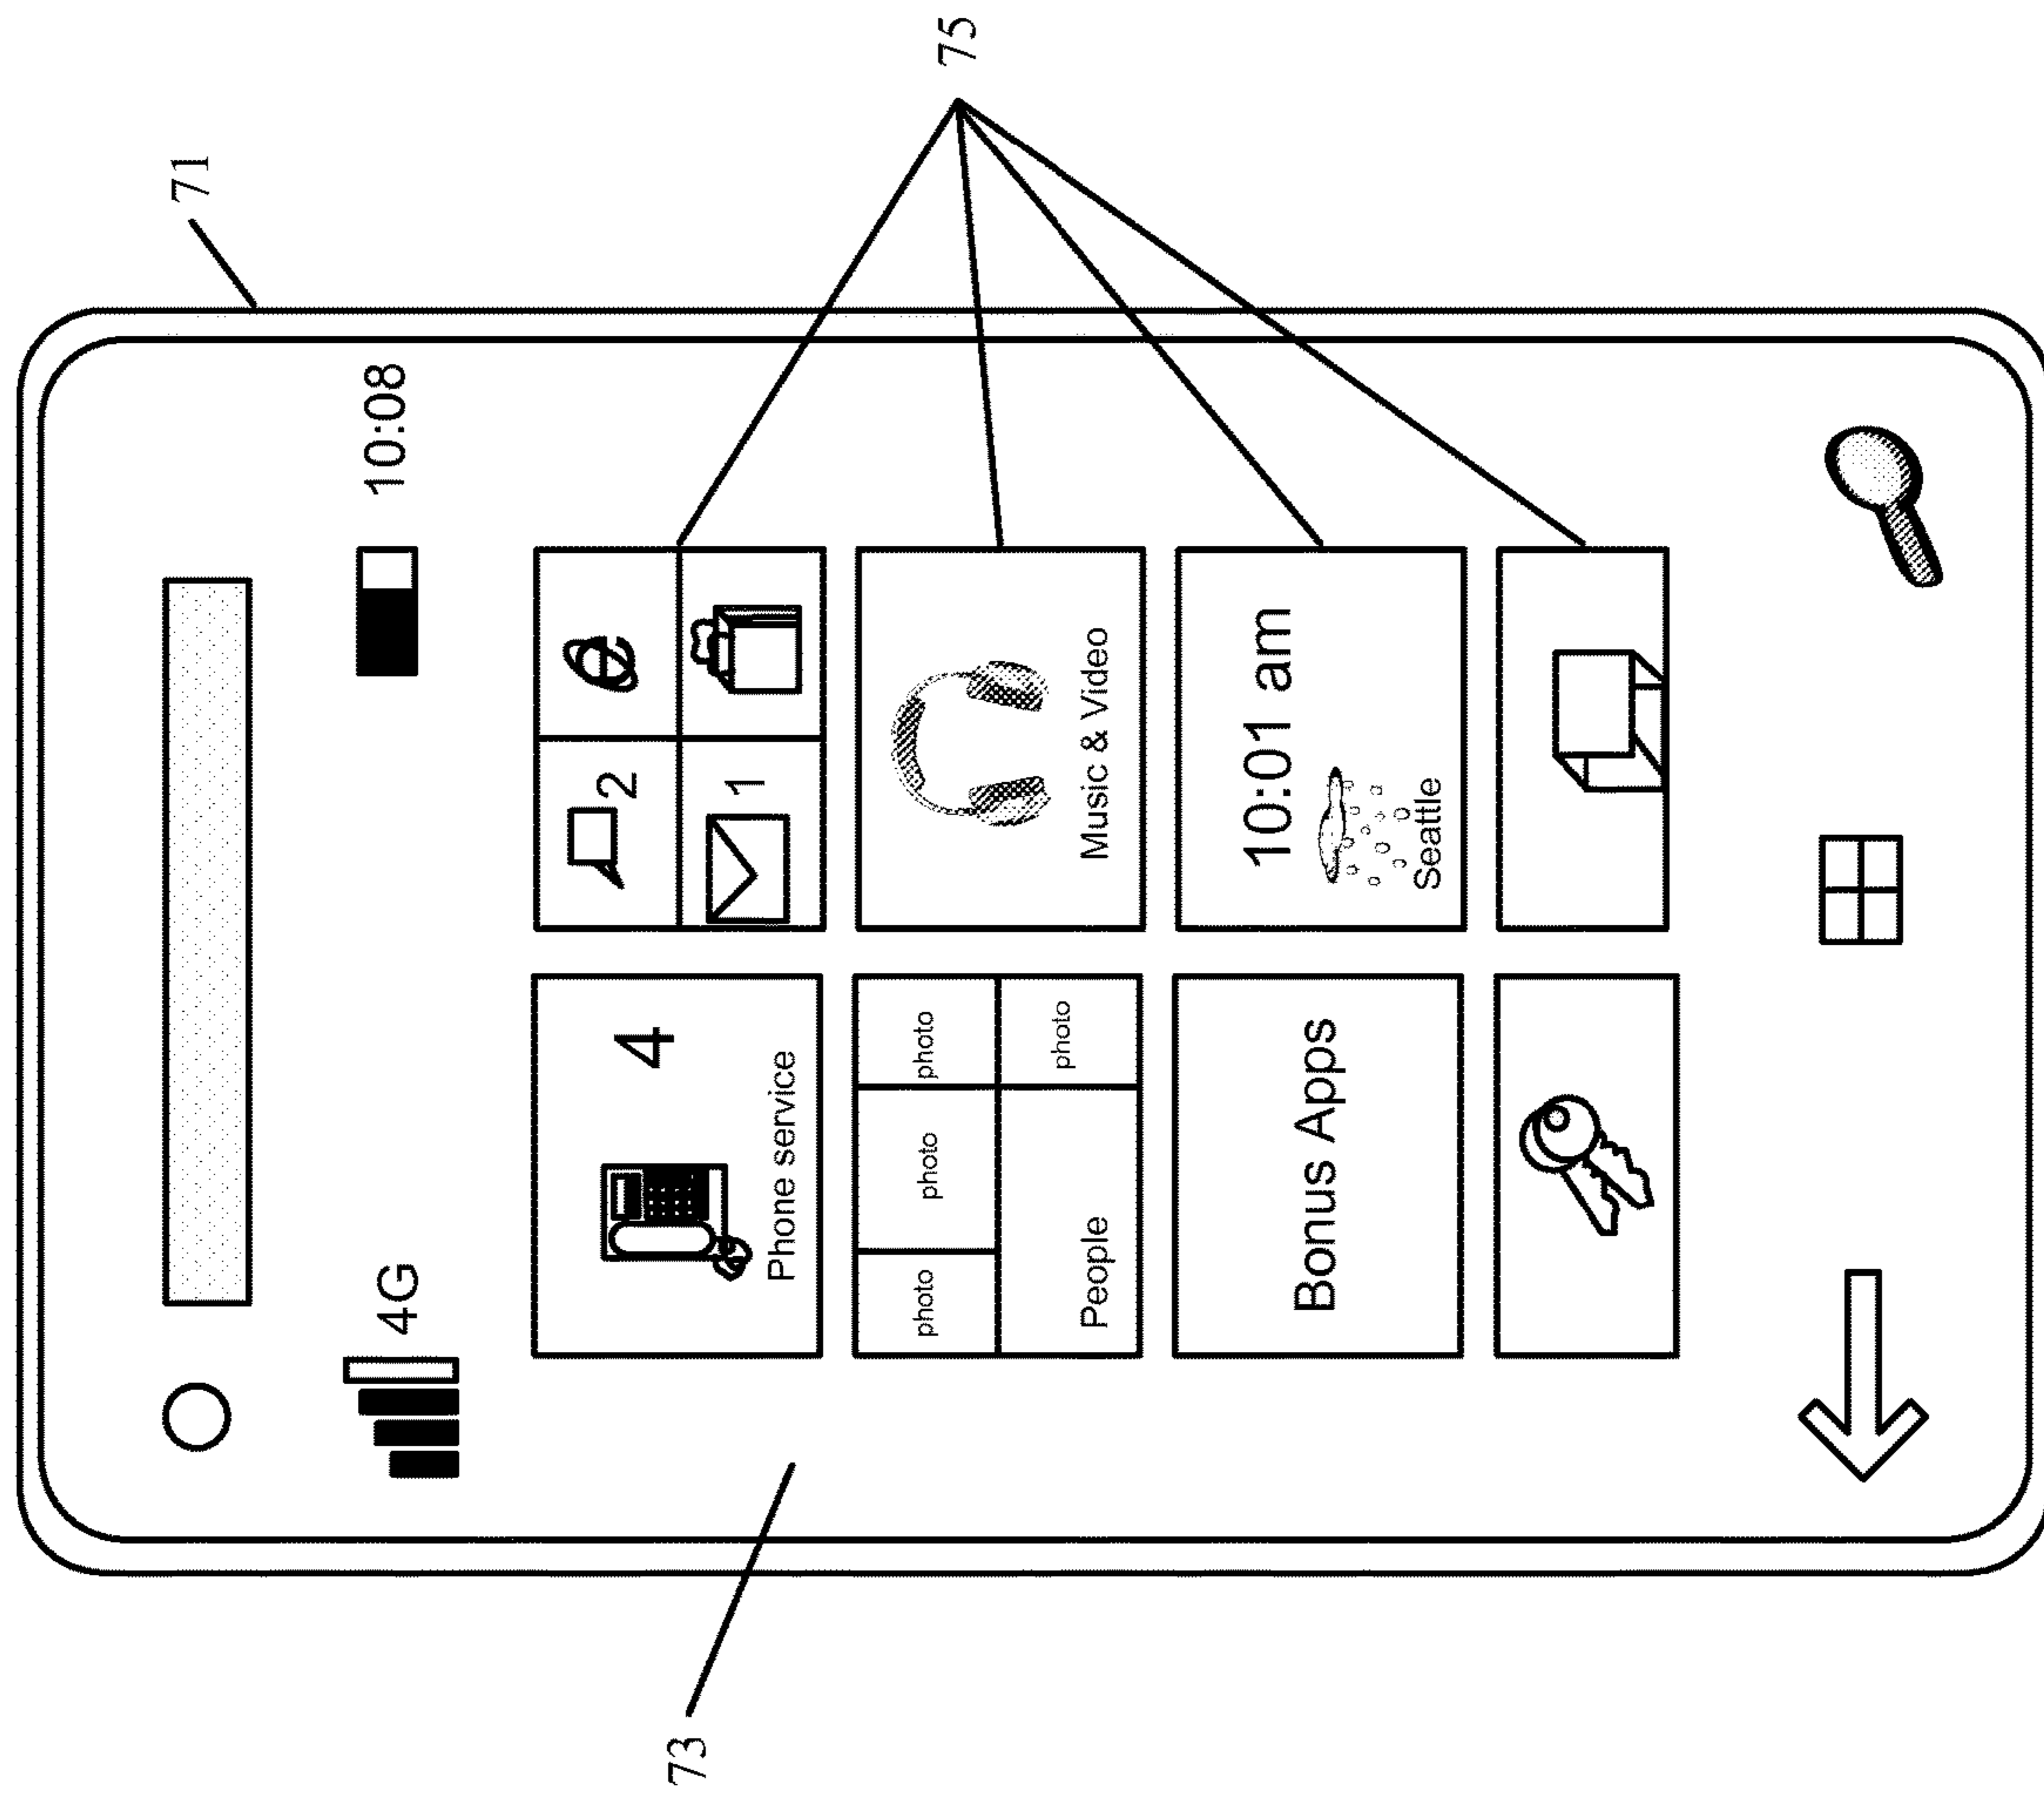 71
4G
10:08
4
Phone service
2
1
photo
photo
photo
photo
People
Music & Video
Bonus Apps
10:01 am
Seattle
73
75